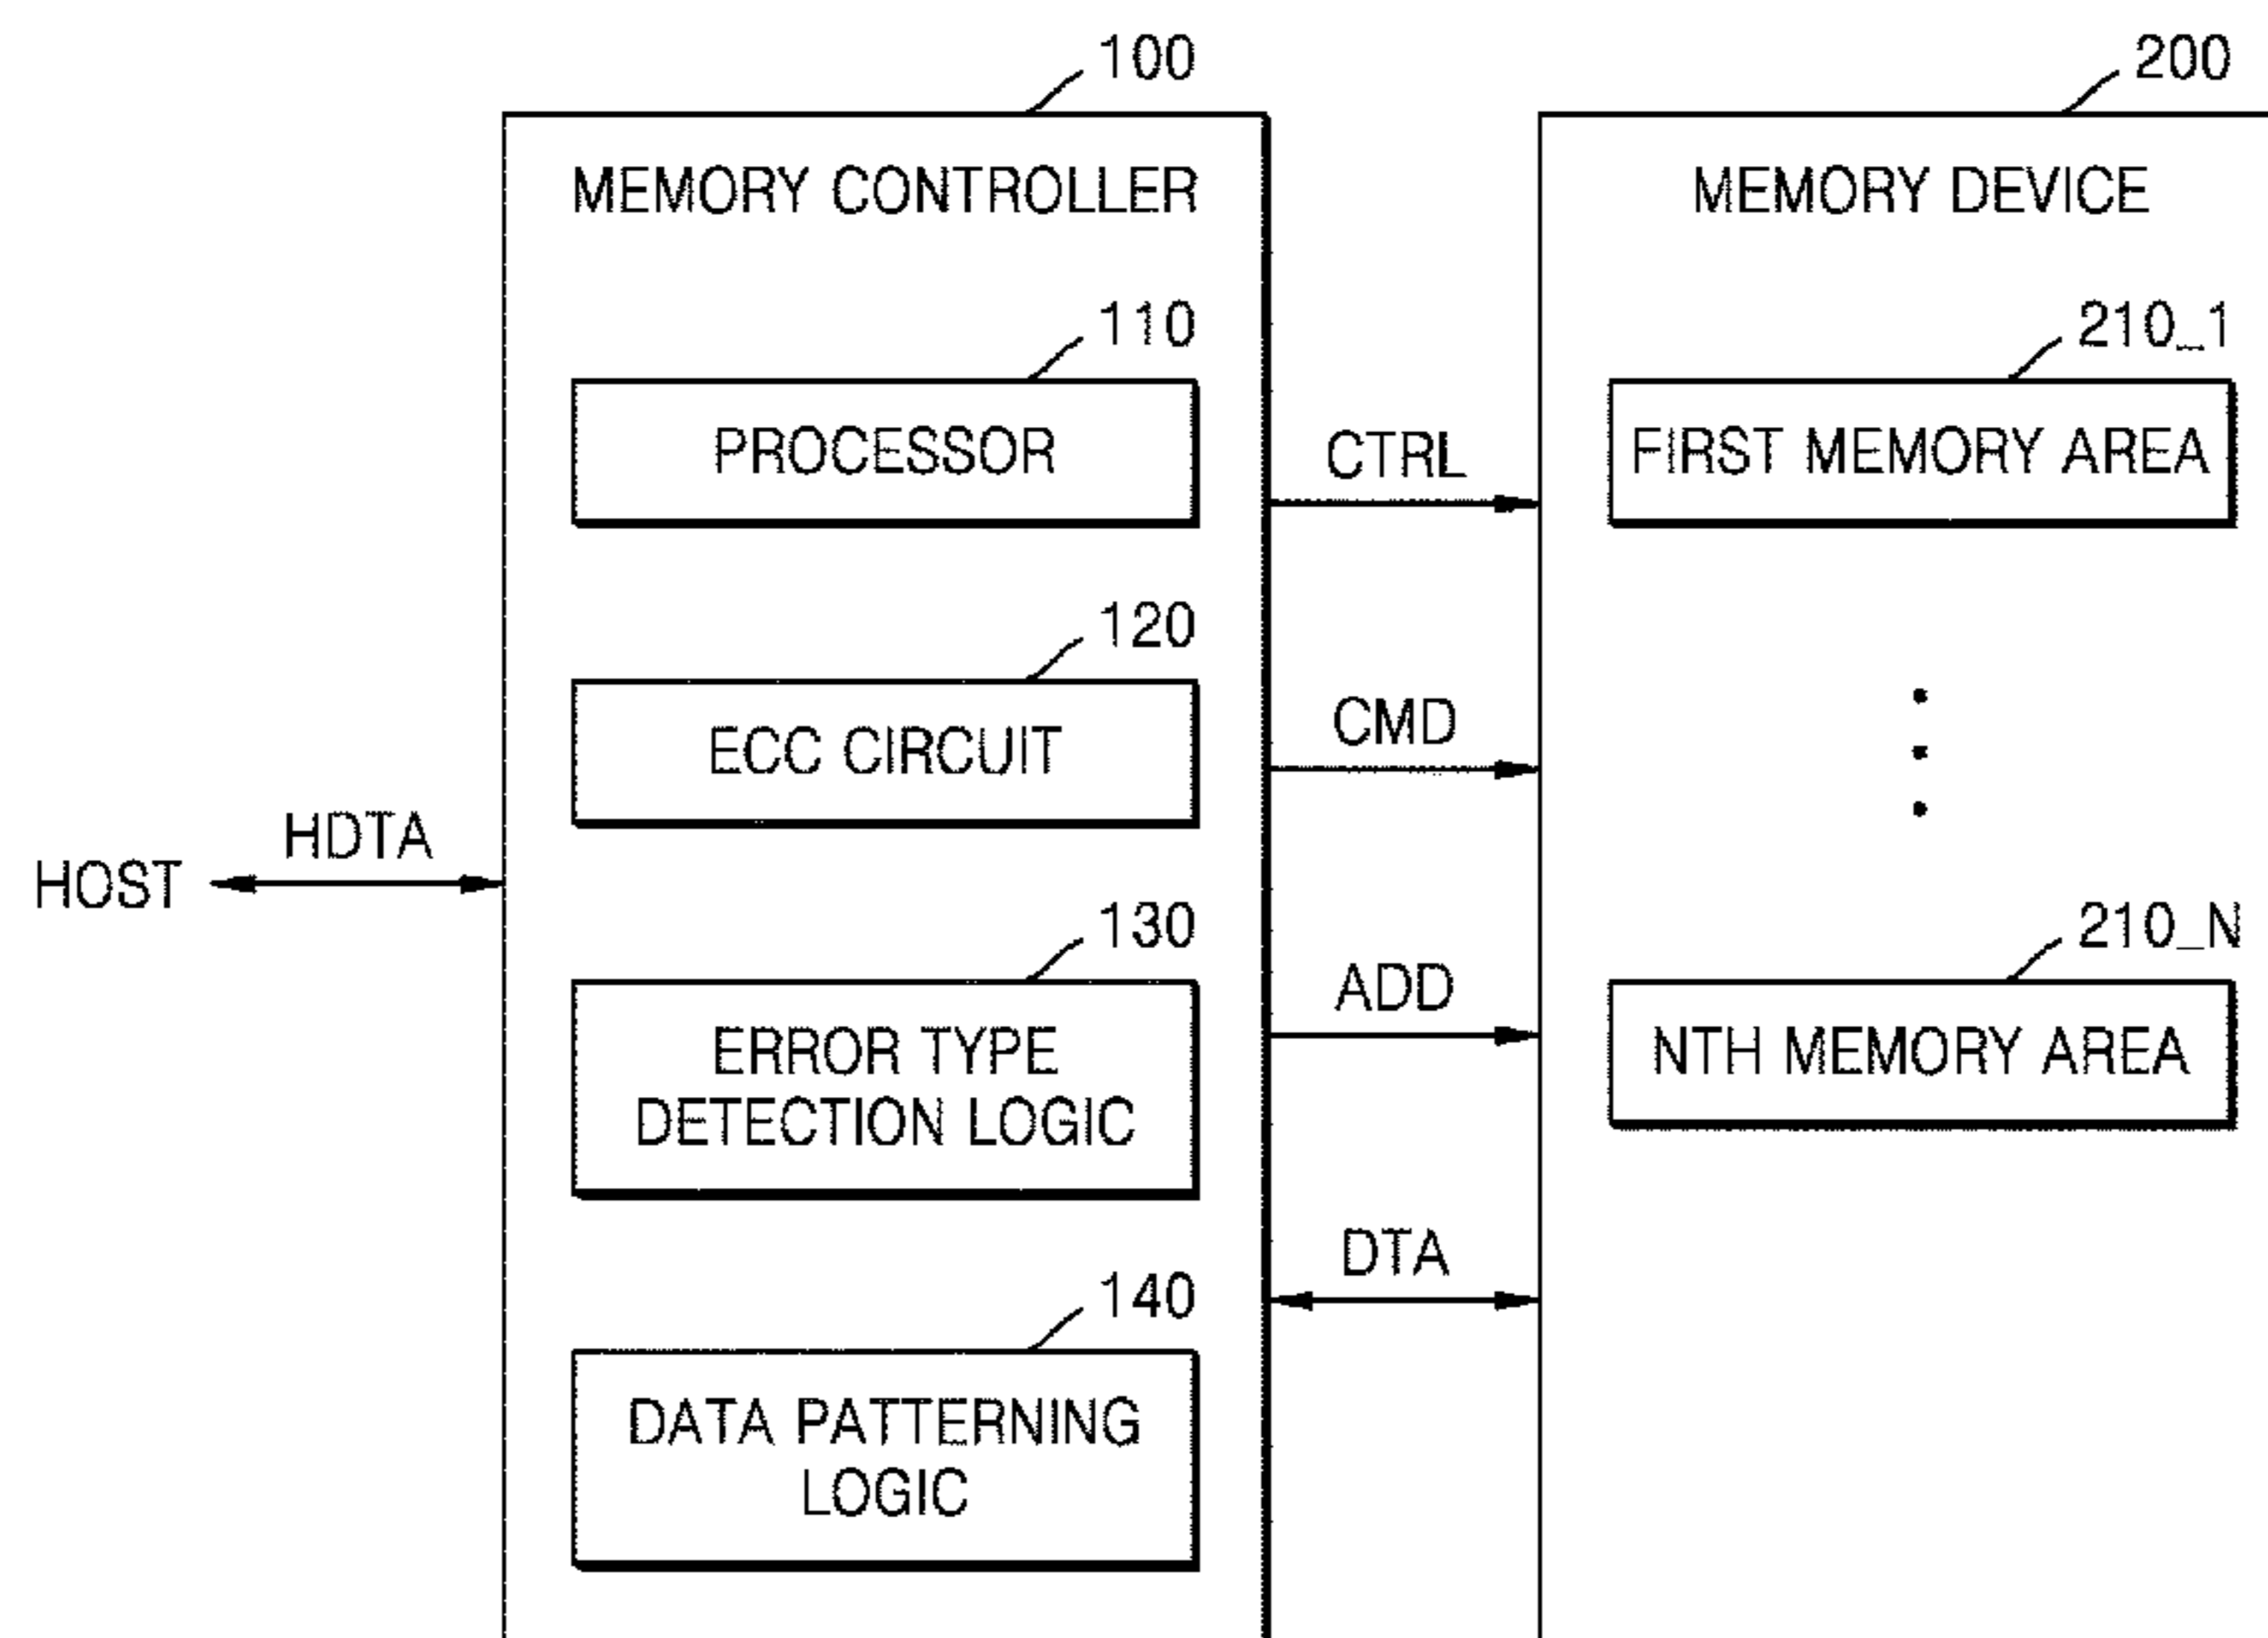 100
200
MEMORY CONTROLLER
MEMORY DEVICE
110
210_1
PROCESSOR
CTRL
FIRST MEMORY AREA
120
ECC CIRCUIT
CMD
HDTA
HOST
130
210_N
ERROR TYPE
DETECTION LOGIC
ADD
NTH MEMORY AREA
DTA
140
DATA PATTERNING
LOGIC